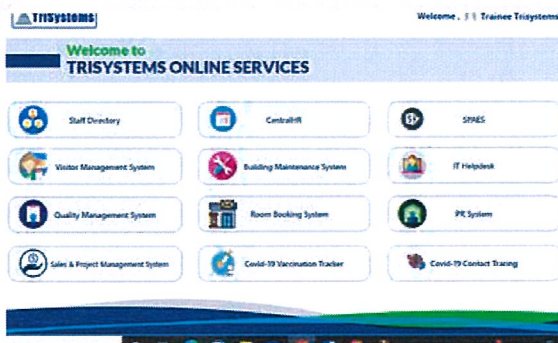 TriSystems
Welcome , Trainee Trisystems
Welcome to
TRISYSTEMS ONLINE SERVICES
Staff Directory
CentralHR
Visitor Management System
Building Maintenance System
IT Helpdesk
Quality Management System
Room Booking System
PR System
Sales & Project Management System
Covid-19 Vaccination Tracker
Covid-19 Contact Tracing